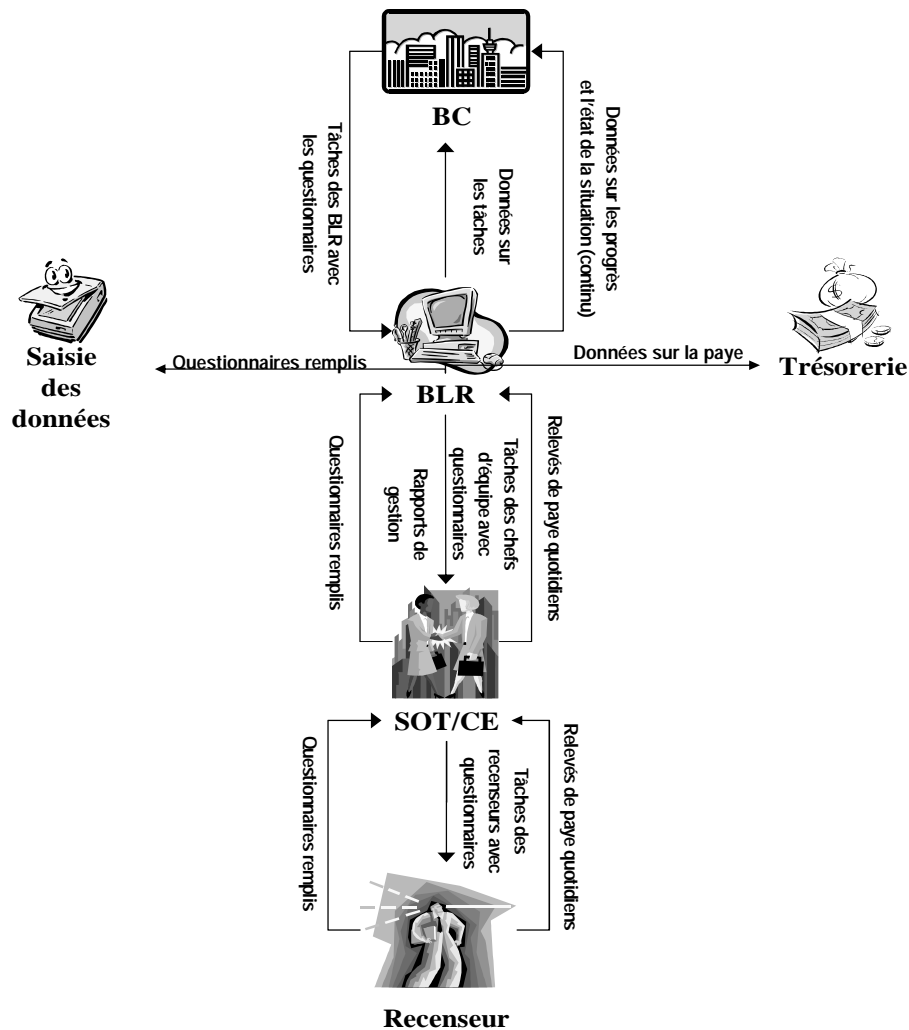 BC
Tâches des BLR avec
les questionnaires
Données sur
les tâches
Données sur les progrès
et l'état de la situation (continu)
Saisie
des
données
Questionnaires remplis
Données sur la paye
Trésorerie
BLR
Questionnaires remplis
Tâches des chefs
d'équipe avec
questionnaires
Rapports de
gestion
Relevés de paye quotidiens
SOT/CE
Questionnaires remplis
Tâches des
recenseurs avec
questionnaires
Relevés de paye quotidiens
Recenseur